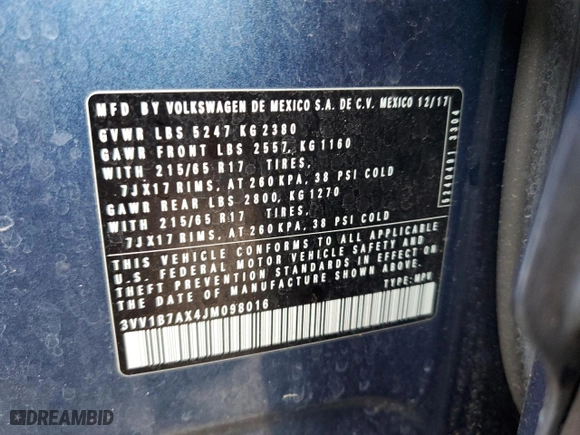 MFD BY VOLKSWAGEN DE MEXICO S.A. DE C.V. MEXICO 12/17
GVWR LBS 5247 KG 2380
GAWR FRONT LBS 2557, KG 1160
WITH 215/65 R17 TIRES,
7JX17 RIMS, AT 260 KPA, 38 PSI COLD
GAWR REAR LBS 2800, KG 1270
WITH 215/65 R17 TIRES,
7JX17 RIMS, AT 260 KPA, 38 PSI COLD
THIS VEHICLE CONFORMS TO ALL APPLICABLE
U.S. FEDERAL MOTOR VEHICLE SAFETY AND
THEFT PREVENTION STANDARDS IN EFFECT ON
THE DATE OF MANUFACTURE SHOWN ABOVE.
3VV1B7AX4JM098016 TYPE: MPV
3304
DREAMBID